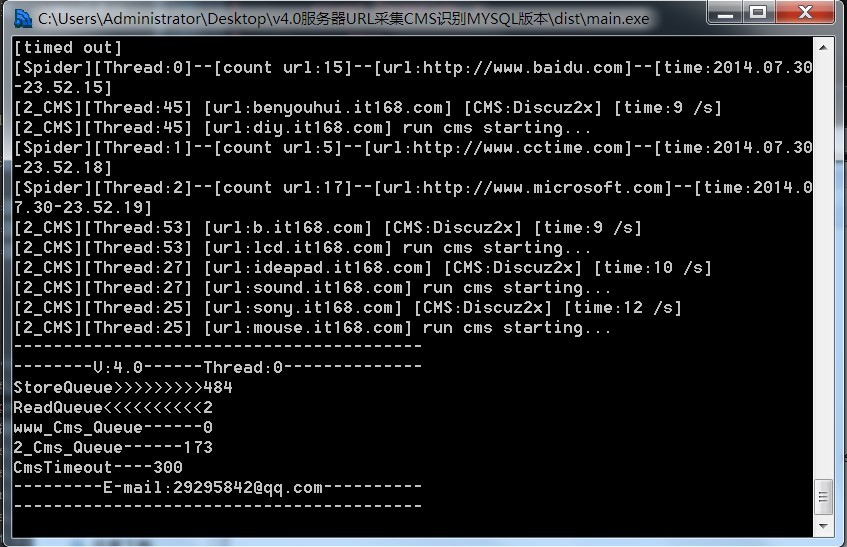 C:\Users\Administrator\Desktop\v4.0服务器URL采集CMS识别MYSQL版本\dist\main.exe
[timed out]
[Spider][Thread:0]--[count url:15]--[url:http://www.baidu.com]--[time:2014.07.30
-23.52.15]
[2_CMS][Thread:45] [url:benyouhui.it168.com] [CMS:Discuz2x] [time:9 /s]
[2_CMS][Thread:45] [url:diy.it168.com] run cms starting...
[Spider][Thread:1]--[count url:5]--[url:http://www.cctime.com]--[time:2014.07.30
-23.52.18]
[Spider][Thread:2]--[count url:17]--[url:http://www.microsoft.com]--[time:2014.0
7.30-23.52.19]
[2_CMS][Thread:53] [url:b.it168.com] [CMS:Discuz2x] [time:9 /s]
[2_CMS][Thread:53] [url:lcd.it168.com] run cms starting...
[2_CMS][Thread:27] [url:ideapad.it168.com] [CMS:Discuz2x] [time:10 /s]
[2_CMS][Thread:27] [url:sound.it168.com] run cms starting...
[2_CMS][Thread:25] [url:sony.it168.com] [CMS:Discuz2x] [time:12 /s]
[2_CMS][Thread:25] [url:mouse.it168.com] run cms starting...
-----------------------------------------
--------V:4.0------Thread:0--------------
StoreQueue>>>>>>>>>484
ReadQueue<<<<<<<<<<2
www_Cms_Queue------0
2_Cms_Queue------173
CmsTimeout----300
---------E-mail:29295842@qq.com----------
-----------------------------------------